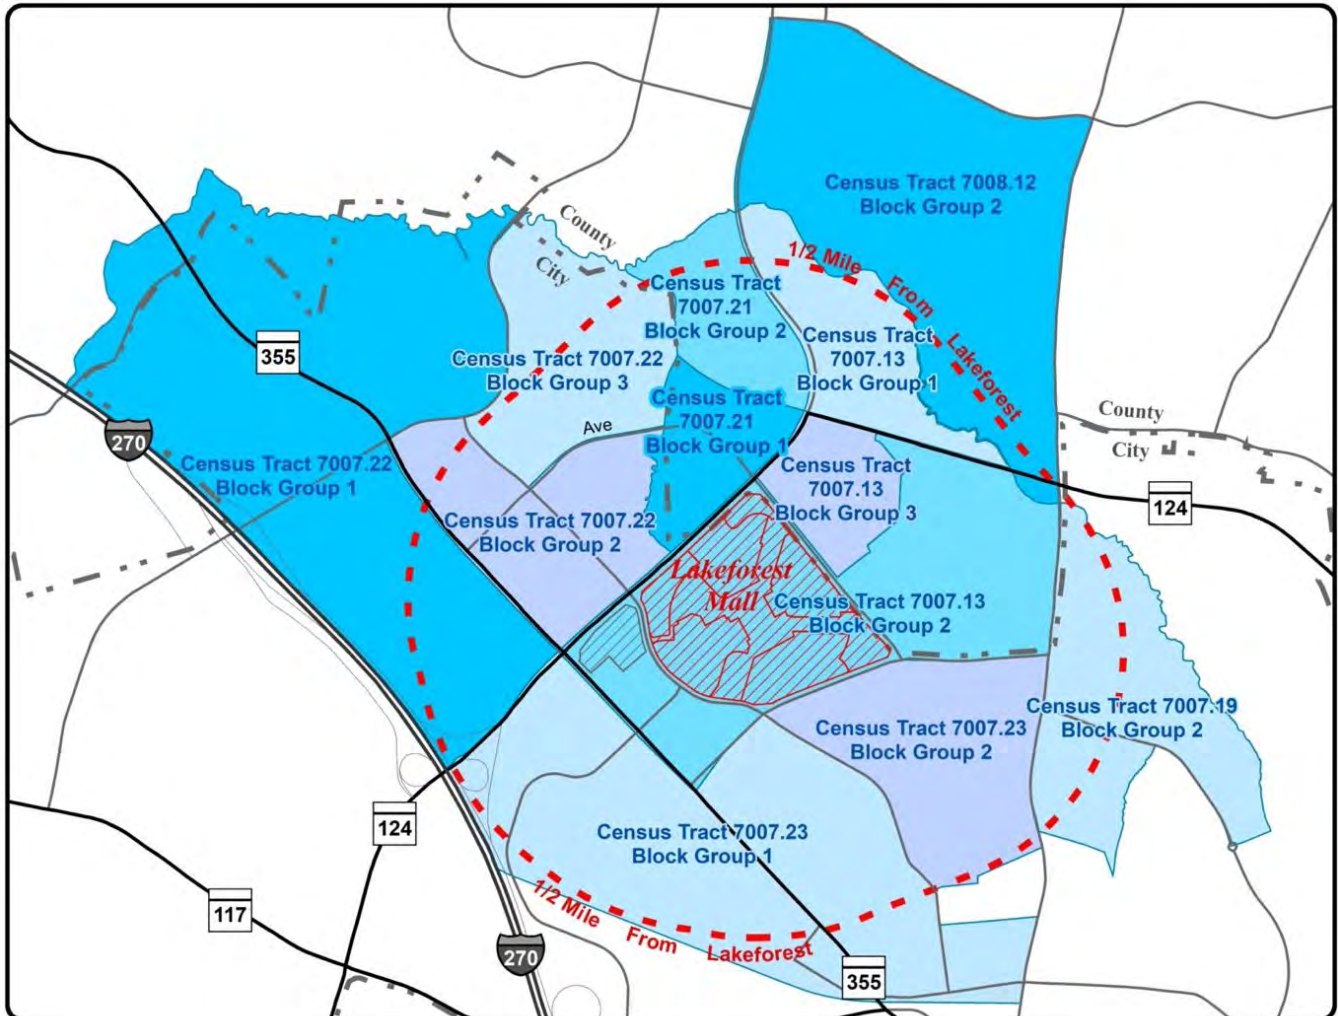 Census Tract 7008.12
Block Group 2
County
City
1/2 Mile From Lakeforest
Census Tract
7007.21
Block Group 2
Census Tract
7007.13
Block Group 1
355
Census Tract 7007.22
Block Group 3
Census Tract
7007.21
Block Group 1
Ave
County
City
270
Census Tract 7007.22
Block Group 1
Census Tract
7007.13
Block Group 3
124
Census Tract 7007.22
Block Group 2
Lakeforest
Mall
Census Tract 7007.13
Block Group 2
Census Tract 7007.19
Block Group 2
Census Tract 7007.23
Block Group 2
124
Census Tract 7007.23
Block Group 1
117
1/2 Mile From Lakeforest
270
355